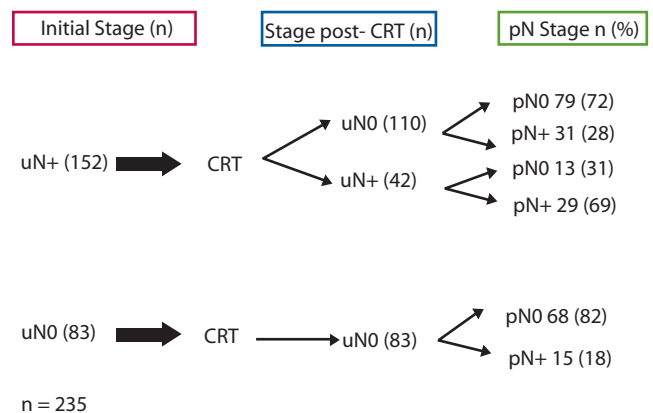 Initial Stage (n)
Stage post- CRT (n)
pN Stage n (%)
pN0 79 (72)
uN0 (110)
pN+ 31 (28)
uN+ (152)
CRT
pN0 13 (31)
uN+ (42)
pN+ 29 (69)
pN0 68 (82)
uN0 (83)
CRT
uN0 (83)
pN+ 15 (18)
n = 235